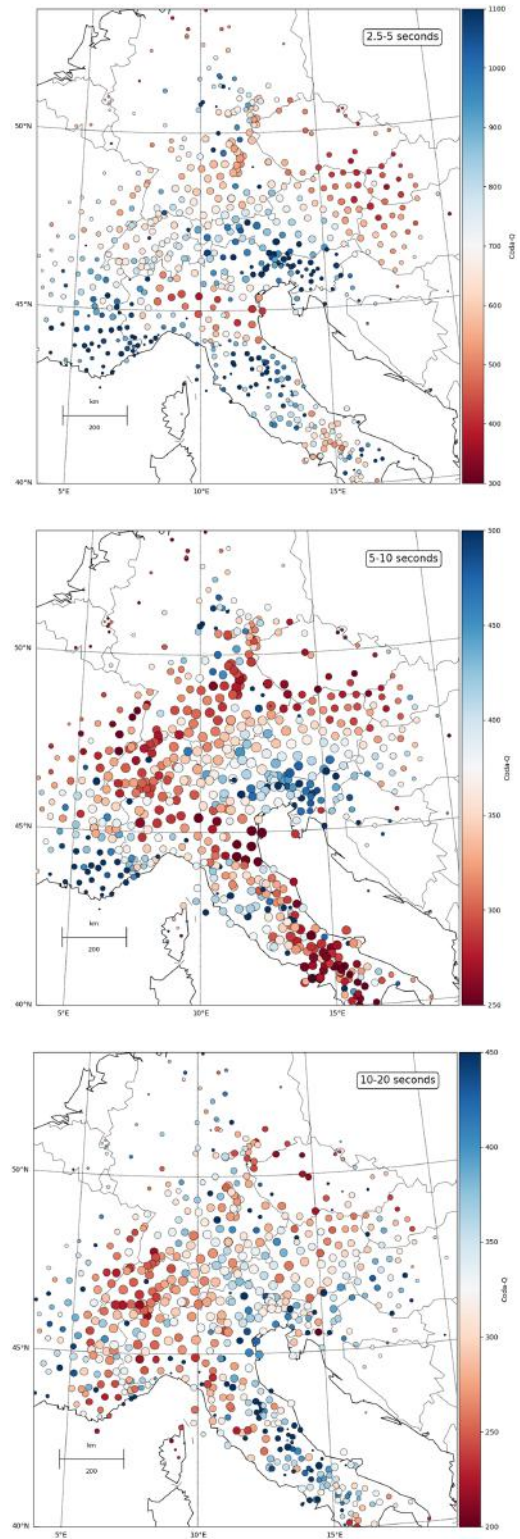 2.5-5 seconds
1100
1000
50°N
900
800
Coda-Q
700
45°N
600
500
km
200
400
40°N
300
5°E
10°E
15°E
5-10 seconds
500
50°N
450
400
Coda-Q
45°N
350
300
km
200
40°N
250
5°E
10°E
15°E
10-20 seconds
450
50°N
400
350
Coda-Q
45°N
300
250
km
200
40°N
200
5°E
10°E
15°E